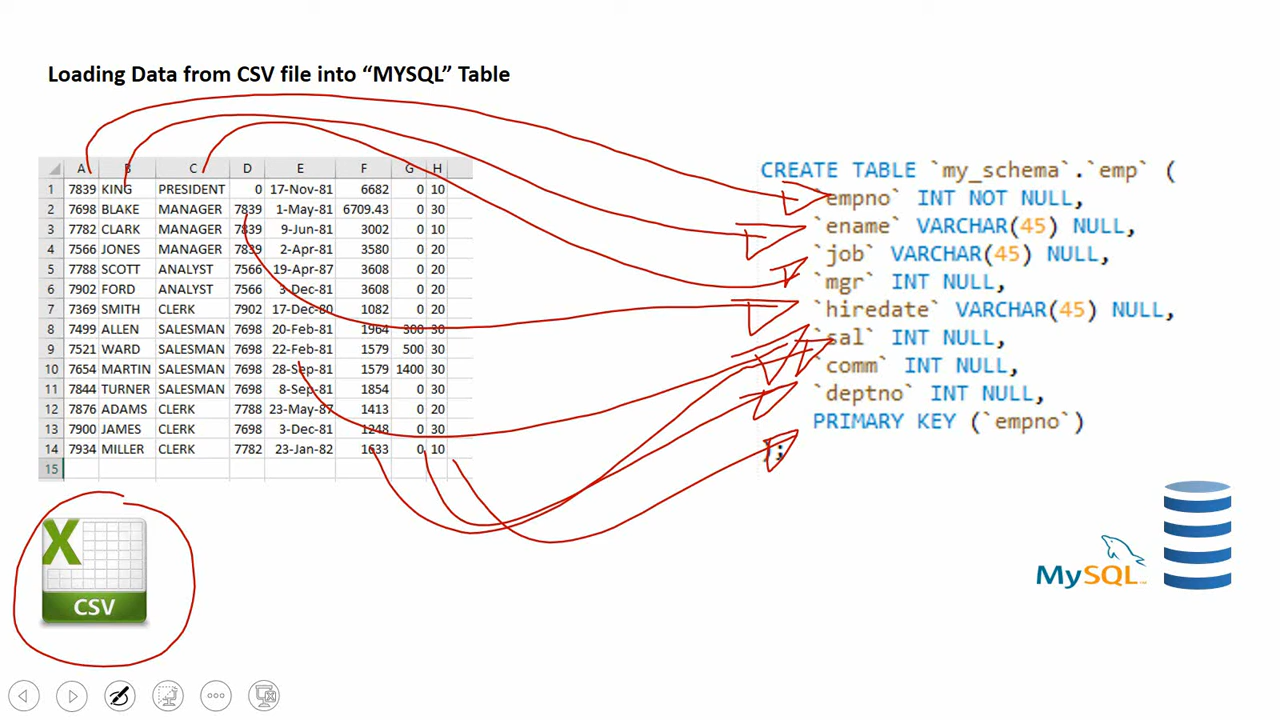 Loading Data from CSV file into “MYSQL” Table
A B C D E F G H
1 7839 KING PRESIDENT 0 17-Nov-81 6682 0 10
2 7698 BLAKE MANAGER 7839 1-May-81 6709.43 0 30
3 7782 CLARK MANAGER 7839 9-Jun-81 3002 0 10
4 7566 JONES MANAGER 7839 2-Apr-81 3580 0 20
5 7788 SCOTT ANALYST 7566 19-Apr-87 3608 0 20
6 7902 FORD ANALYST 7566 3-Dec-81 3608 0 20
7 7369 SMITH CLERK 7902 17-Dec-80 1082 0 20
8 7499 ALLEN SALESMAN 7698 20-Feb-81 1964 300 30
9 7521 WARD SALESMAN 7698 22-Feb-81 1579 500 30
10 7654 MARTIN SALESMAN 7698 28-Sep-81 1579 1400 30
11 7844 TURNER SALESMAN 7698 8-Sep-81 1854 0 30
12 7876 ADAMS CLERK 7788 23-May-87 1413 0 20
13 7900 JAMES CLERK 7698 3-Dec-81 1248 0 30
14 7934 MILLER CLERK 7782 23-Jan-82 1633 0 10
15
CREATE TABLE `my_schema`.`emp` (
`empno` INT NOT NULL,
`ename` VARCHAR(45) NULL,
`job` VARCHAR(45) NULL,
`mgr` INT NULL,
`hiredate` VARCHAR(45) NULL,
`sal` INT NULL,
`comm` INT NULL,
`deptno` INT NULL,
PRIMARY KEY (`empno`)
);
X
CSV
MySQL